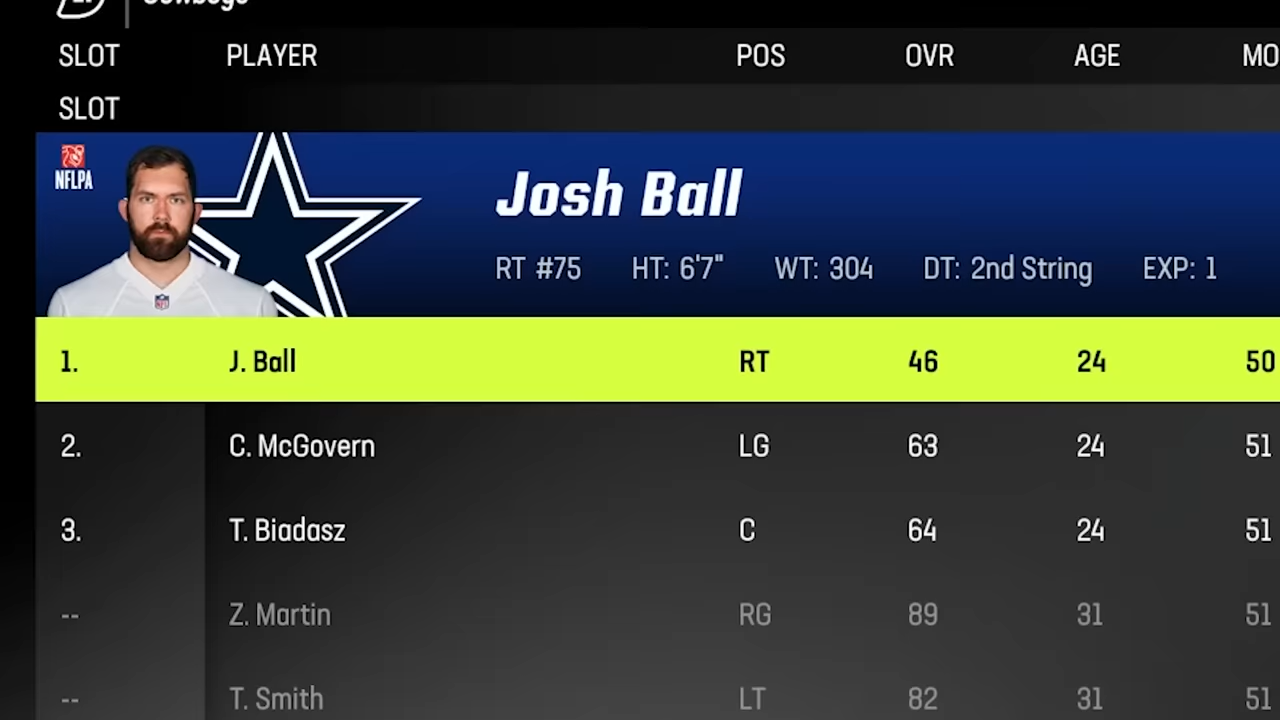 Cowboys
SLOT PLAYER POS OVR AGE MO
SLOT
NFLPA
Josh Ball
RT #75 HT: 6'7" WT: 304 DT: 2nd String EXP: 1
1. J. Ball RT 46 24 50
2. C. McGovern LG 63 24 51
3. T. Biadasz C 64 24 51
-- Z. Martin RG 89 31 51
-- T. Smith LT 82 31 51